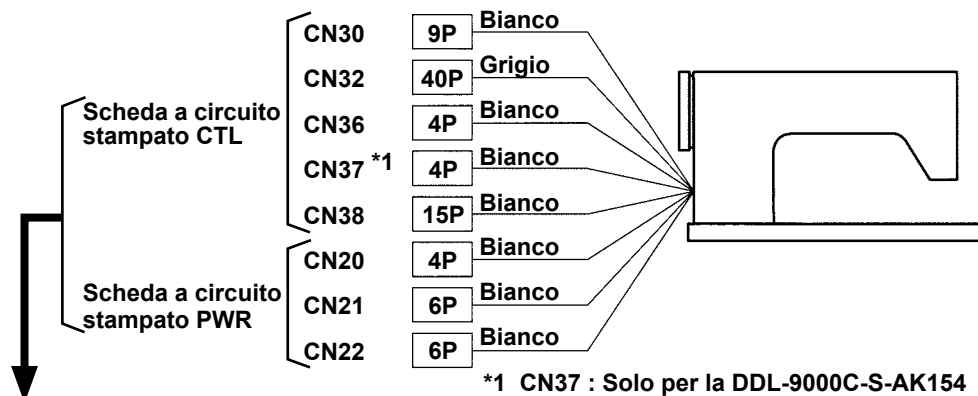 CN30 9P Bianco
CN32 40P Grigio
Scheda a circuito
stampato CTL
CN36 4P Bianco
CN37 *1 4P Bianco
CN38 15P Bianco
Scheda a circuito
stampato PWR
CN20 4P Bianco
CN21 6P Bianco
CN22 6P Bianco
*1 CN37 : Solo per la DDL-9000C-S-AK154